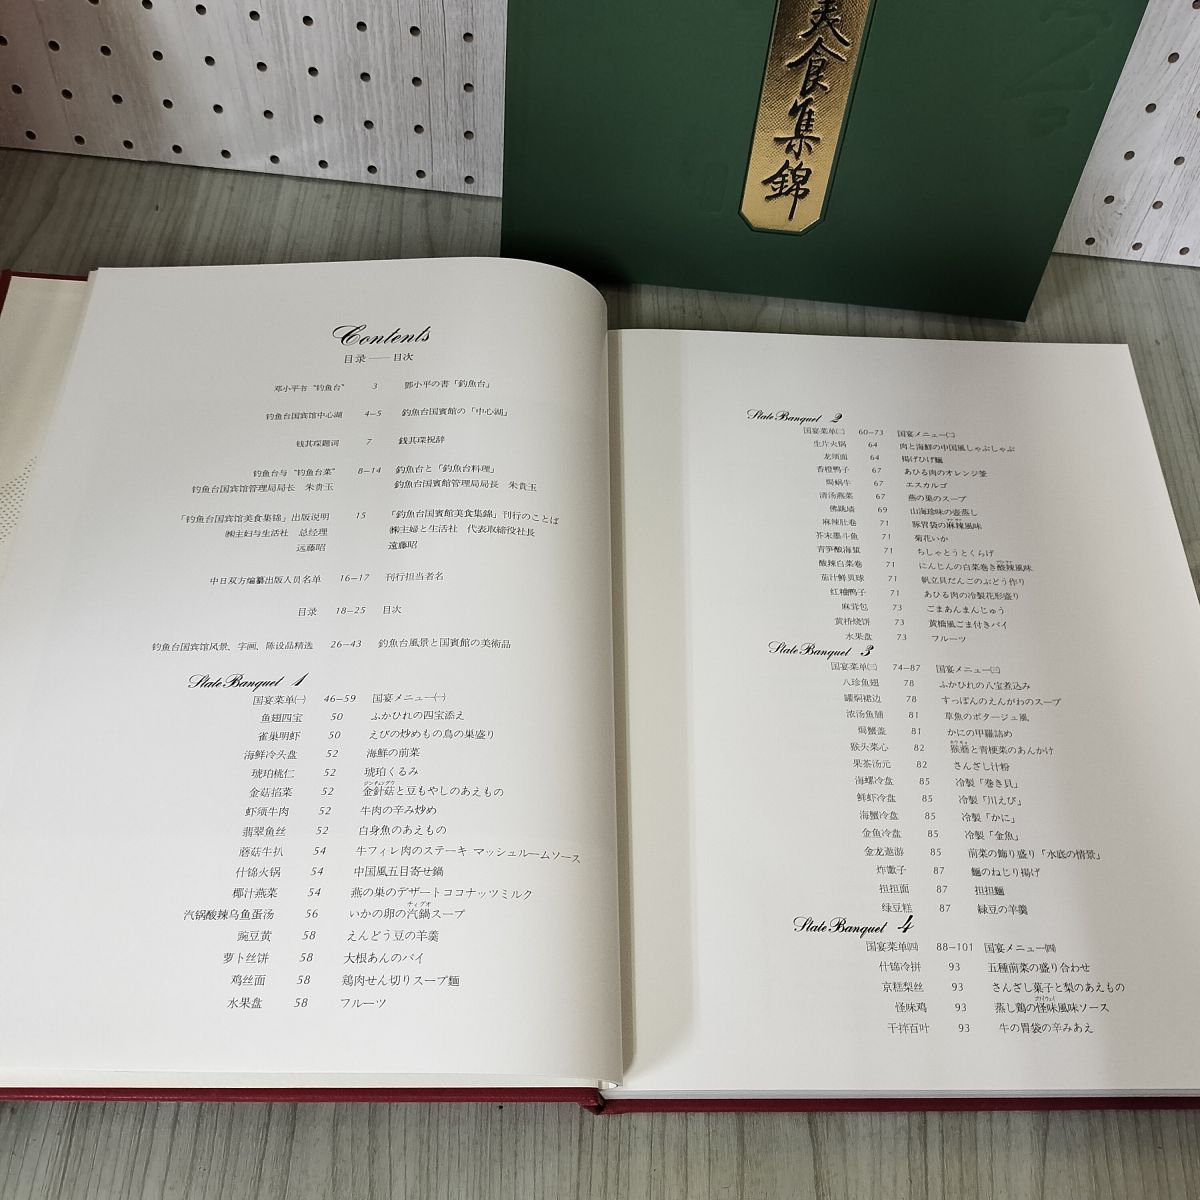 美食集錦
Contents
目录——目次
邓小平书“钓鱼台” 3 鄧小平の書「釣魚台」
钓鱼台国宾馆中心湖 4-5 釣魚台国賓館の「中心湖」
钱其琛题词 7 銭其琛祝辞
钓鱼台与“钓鱼台菜” 8-14 釣魚台と「釣魚台料理」
钓鱼台国宾馆管理局局长 朱贵玉 釣魚台国賓館管理局局長 朱貴玉
「钓鱼台国宾馆美食集锦」出版说明 15 「釣魚台国賓館美食集錦」刊行のことば
㈱主妇与生活社 总经理 ㈱主婦と生活社 代表取締役社長
远藤昭 遠藤昭
中日双方编纂出版人员名单 16-17 刊行担当者名
目录 18-25 目次
钓鱼台国宾馆风景、字画、陈设品精选 26-43 釣魚台風景と国賓館の美術品
State Banquet 1
国宴菜单㈠ 46-59 国宴メニュー㈠
鱼翅四宝 50 ふかひれの四宝添え
雀巢明虾 50 えびの炒めもの鳥の巣盛り
海鲜冷头盘 52 海鮮の前菜
琥珀桃仁 52 琥珀くるみ
金菇掐菜 52 金針菇と豆もやしのあえもの
虾须牛肉 52 牛肉の辛み炒め
翡翠鱼丝 52 白身魚のあえもの
蘑菇牛扒 54 牛フィレ肉のステーキ マッシュルームソース
什锦火锅 54 中国風五目寄せ鍋
椰汁燕菜 54 燕の巣のデザートココナッツミルク
汽锅酸辣乌鱼蛋汤 56 いかの卵の汽鍋スープ
豌豆黄 58 えんどう豆の羊羹
萝卜丝饼 58 大根あんのパイ
鸡丝面 58 鶏肉せん切りスープ麺
水果盘 58 フルーツ
State Banquet 2
国宴菜单㈡ 60-73 国宴メニュー㈡
生片火锅 64 肉と海鮮の中国風しゃぶしゃぶ
龙须面 64 揚げひげ麺
香橙鸭子 67 あひる肉のオレンジ釜
焗蜗牛 67 エスカルゴ
清汤燕菜 67 燕の巣のスープ
佛跳墙 69 山海珍味の壺蒸し
麻辣肚卷 71 豚胃袋の麻辣風味
芥末墨斗鱼 71 菊花いか
青笋酿海蜇 71 ちしゃとうとくらげ
酸辣白菜卷 71 にんじんの白菜巻き酸辣風味
茄汁鲜贝球 71 帆立貝だんごのぶどう作り
红糟鸭子 71 あひる肉の冷製花形盛り
麻茸包 73 ごまあんまんじゅう
黄桥烧饼 73 黄橋風ごま付きパイ
水果盘 73 フルーツ
State Banquet 3
国宴菜单㈢ 74-87 国宴メニュー㈢
八珍鱼翅 78 ふかひれの八宝煮込み
罐焖裙边 78 すっぽんのえんがわのスープ
浓汤鱼脯 81 草魚のポタージュ風
焗蟹盖 81 かにの甲羅詰め
猴头菜心 82 猴蘑と青梗菜のあんかけ
果茶汤元 82 さんざし汁粉
海螺冷盘 85 冷製「巻き貝」
鲜虾冷盘 85 冷製「川えび」
海蟹冷盘 85 冷製「かに」
金鱼冷盘 85 冷製「金魚」
金龙遨游 85 前菜の飾り盛り「水底の情景」
炸散子 87 麺のねじり揚げ
担担面 87 担担麺
绿豆糕 87 緑豆の羊羹
State Banquet 4
国宴菜单㈣ 88-101 国宴メニュー㈣
什锦冷拼 93 五種前菜の盛り合わせ
京糕梨丝 93 さんざし菓子と梨のあえもの
怪味鸡 93 蒸し鶏の怪味風味ソース
干拌百叶 93 牛の胃袋の辛みあえ